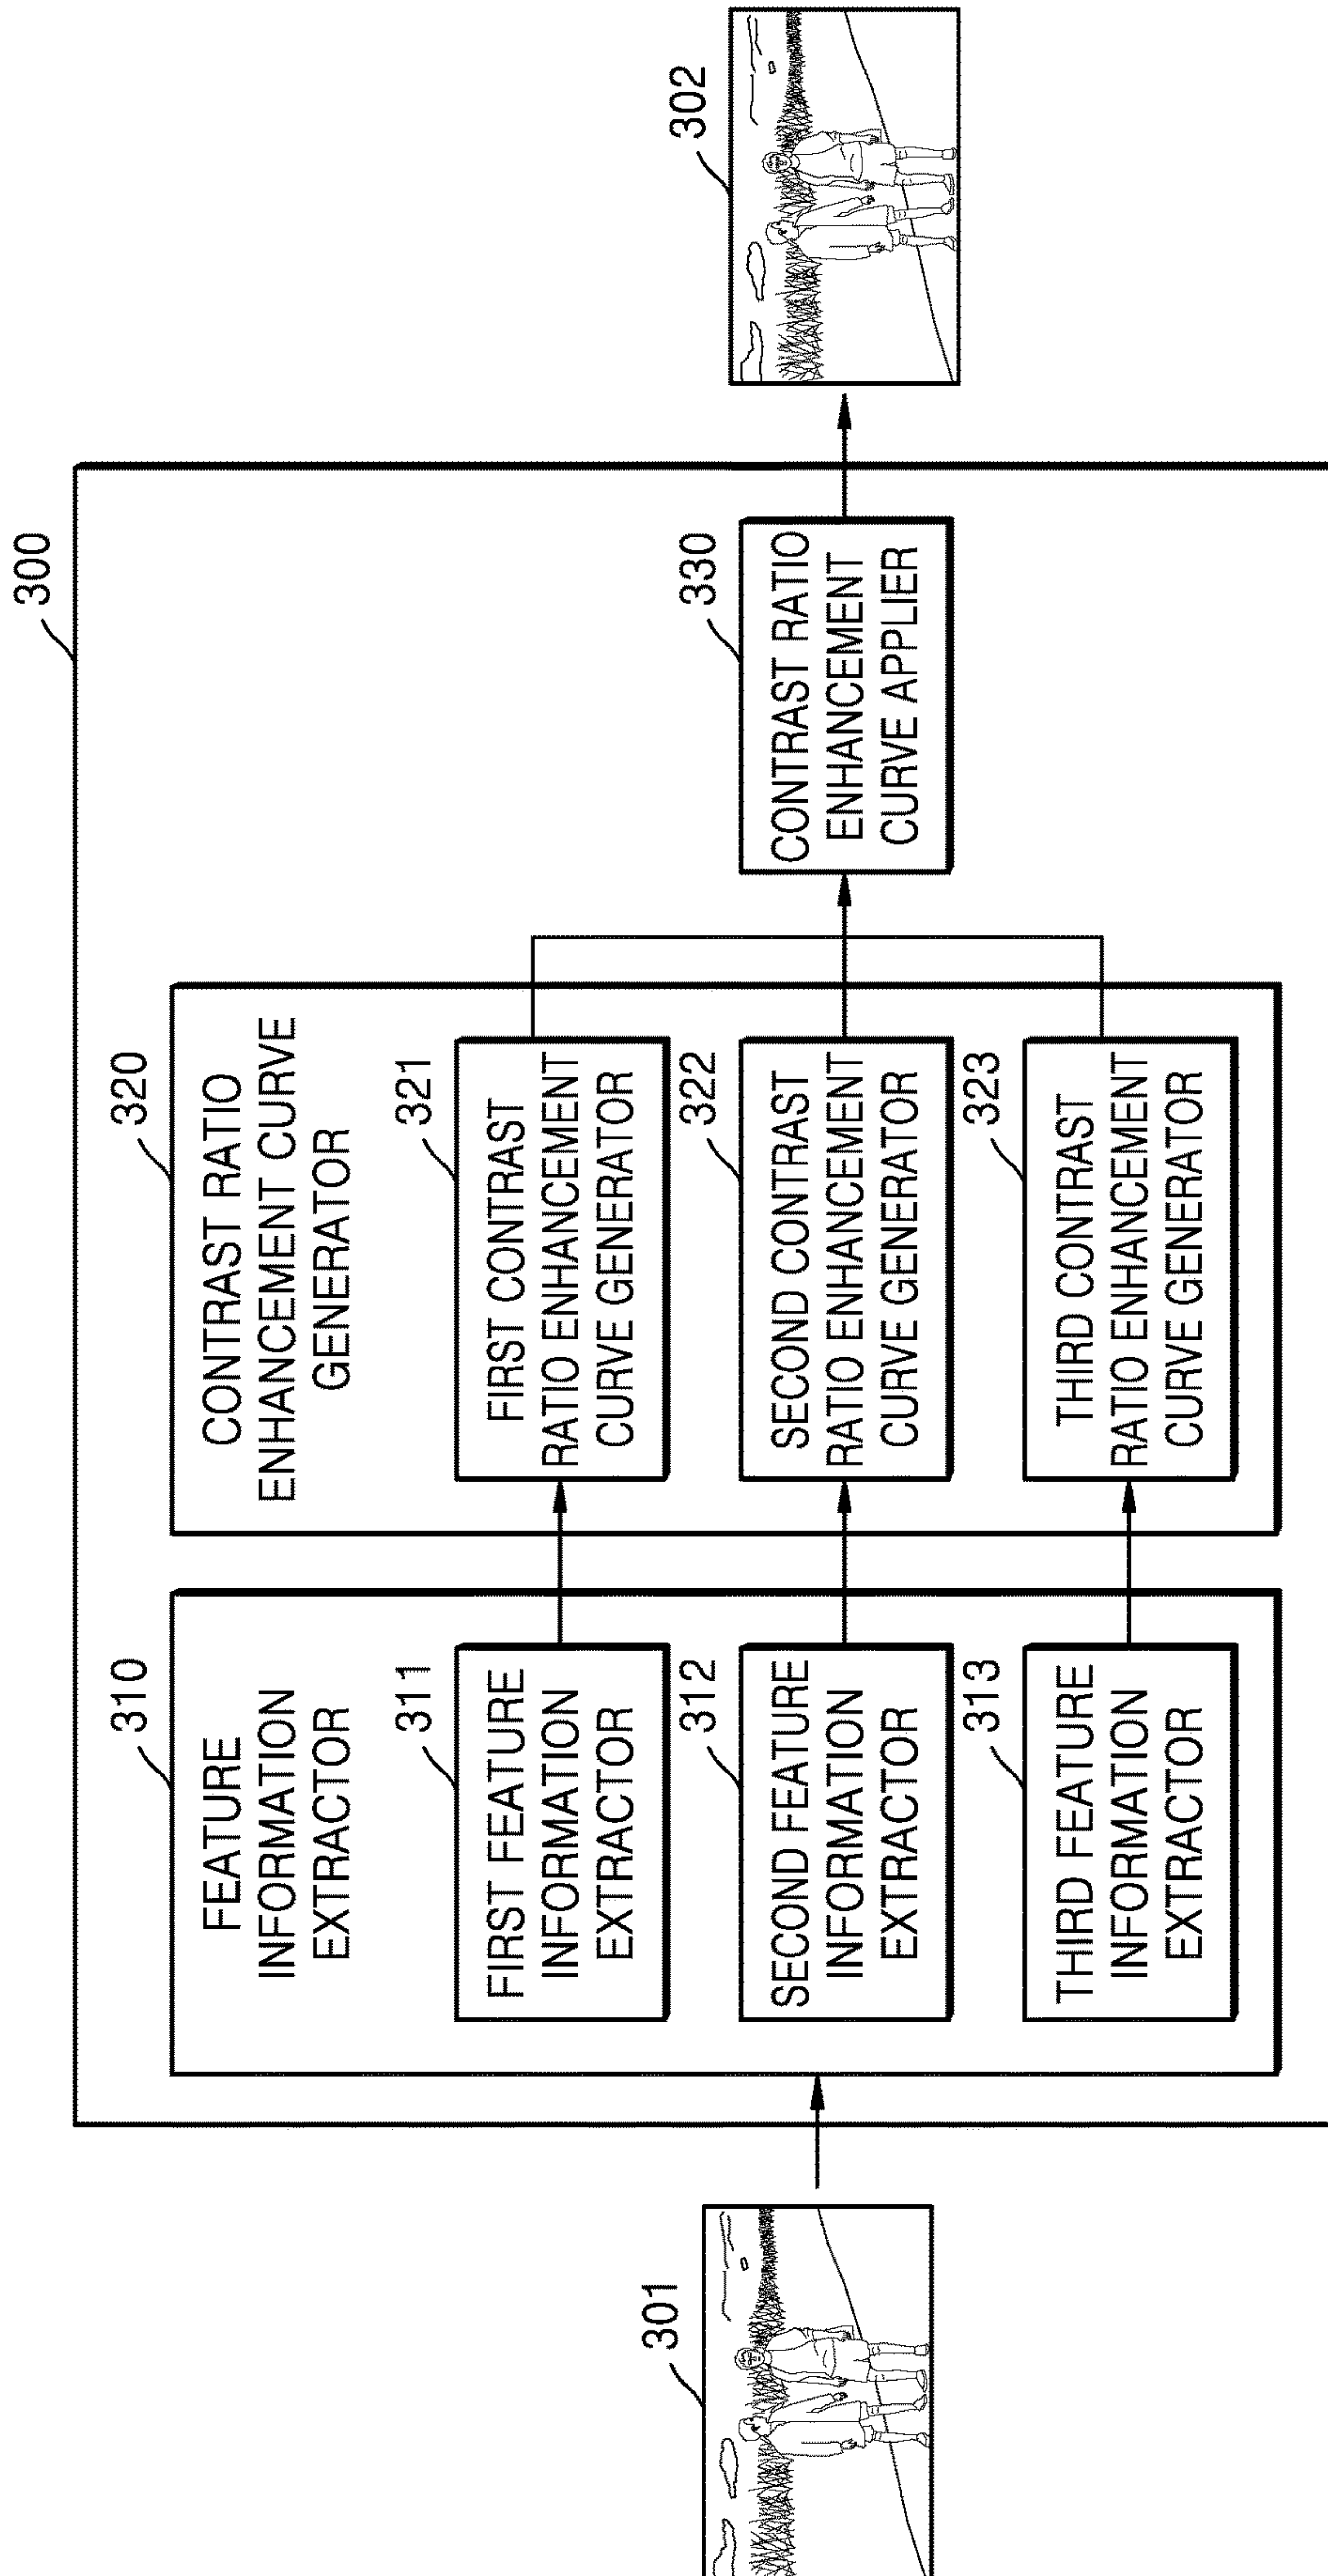 300
301
310
FEATURE
INFORMATION
EXTRACTOR
311
FIRST FEATURE
INFORMATION
EXTRACTOR
312
SECOND FEATURE
INFORMATION
EXTRACTOR
313
THIRD FEATURE
INFORMATION
EXTRACTOR
320
CONTRAST RATIO
ENHANCEMENT CURVE
GENERATOR
321
FIRST CONTRAST
RATIO ENHANCEMENT
CURVE GENERATOR
322
SECOND CONTRAST
RATIO ENHANCEMENT
CURVE GENERATOR
323
THIRD CONTRAST
RATIO ENHANCEMENT
CURVE GENERATOR
330
CONTRAST RATIO
ENHANCEMENT
CURVE APPLIER
302